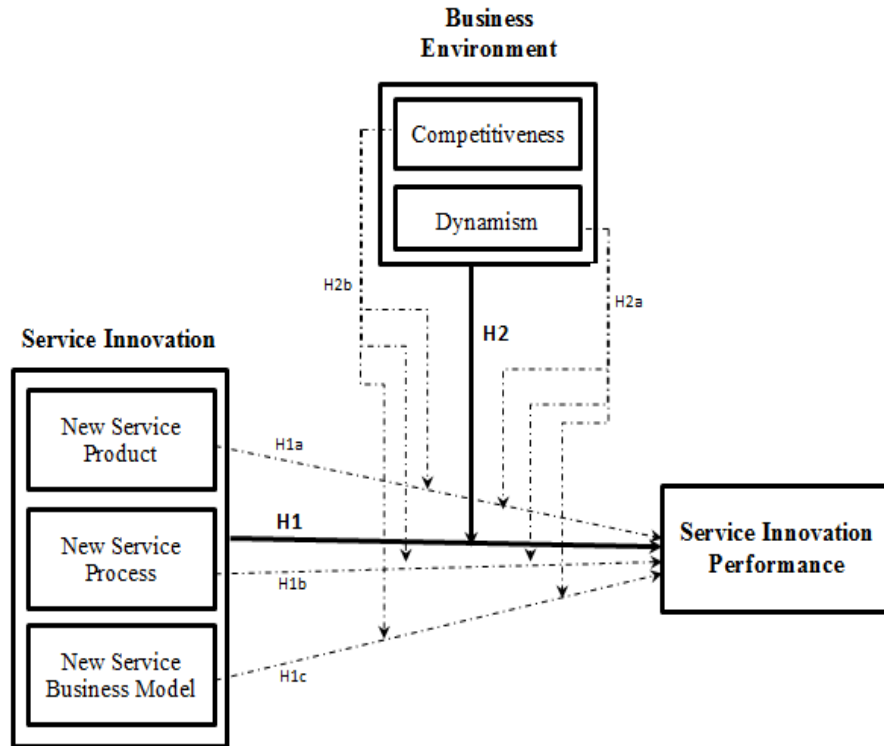 Business
Environment
Competitiveness
Dynamism
H2b
H2a
H2
Service Innovation
New Service
Product
H1a
H1
New Service
Process
H1b
New Service
Business Model
H1c
Service Innovation
Performance